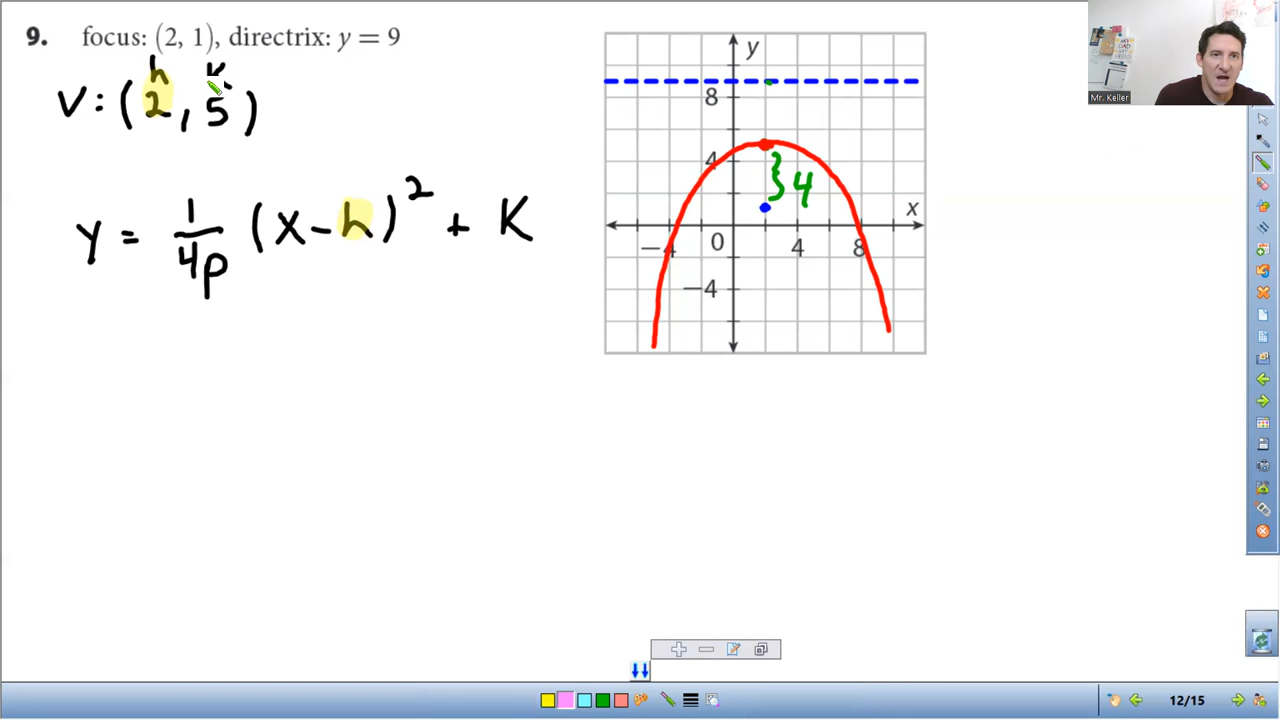 9. focus: (2, 1), directrix: y = 9
h K
V: (2, 5)
y = 1/4p (x - h)² + K
y
8
4
}4
x
-4 0 4 8
-4
Mr. Keller
12/15